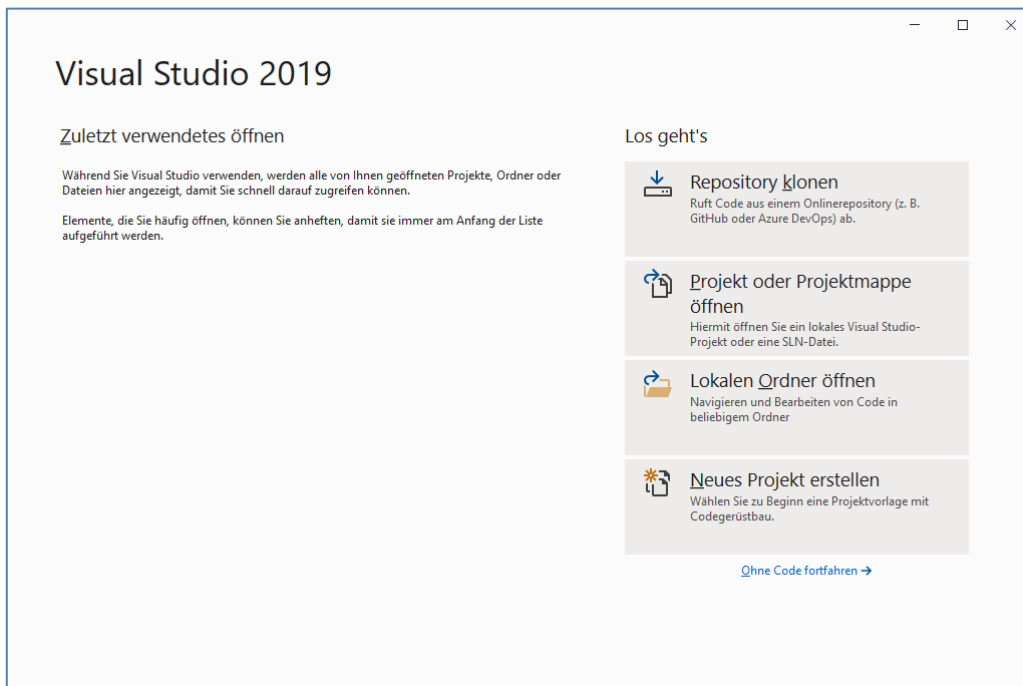 Visual Studio 2019
Zuletzt verwendetes öffnen
Während Sie Visual Studio verwenden, werden alle von Ihnen geöffneten Projekte, Ordner oder
Dateien hier angezeigt, damit Sie schnell darauf zugreifen können.
Elemente, die Sie häufig öffnen, können Sie anheften, damit sie immer am Anfang der Liste
aufgeführt werden.
Los geht's
Repository klonen
Ruft Code aus einem Onlinerepository (z. B.
GitHub oder Azure DevOps) ab.
Projekt oder Projektmappe
öffnen
Hiermit öffnen Sie ein lokales Visual Studio-
Projekt oder eine SLN-Datei.
Lokalen Ordner öffnen
Navigieren und Bearbeiten von Code in
beliebigem Ordner
Neues Projekt erstellen
Wählen Sie zu Beginn eine Projektvorlage mit
Codegerüstbau.
Ohne Code fortfahren →